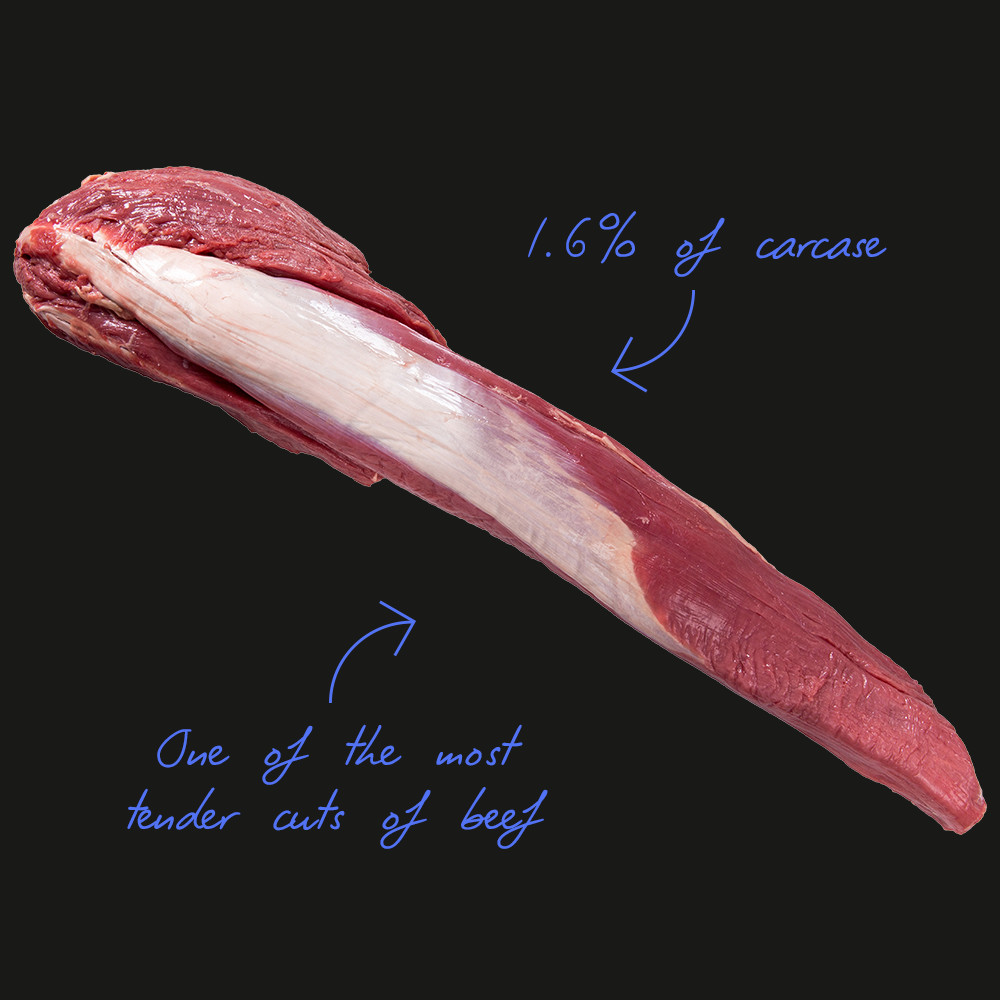 1.6% of carcase
One of the most
tender cuts of beef